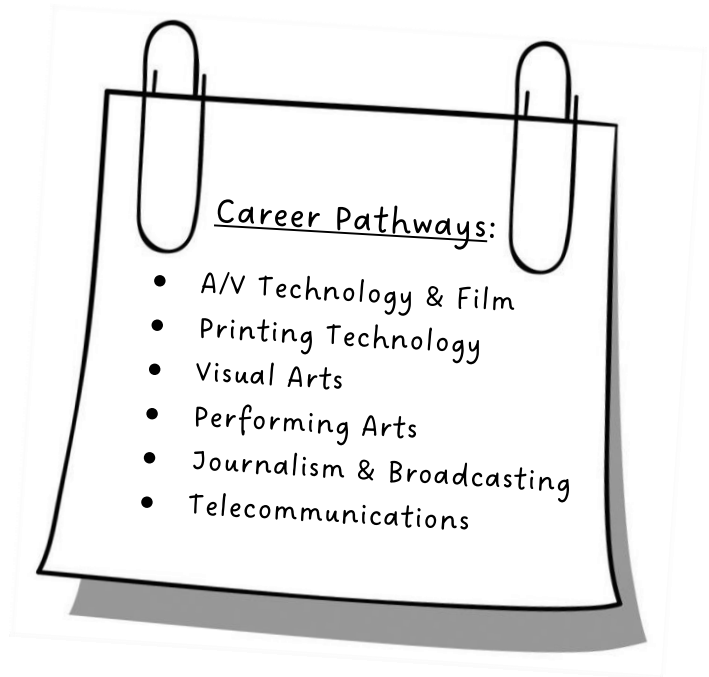 Career Pathways:
• A/V Technology & Film
• Printing Technology
• Visual Arts
• Performing Arts
• Journalism & Broadcasting
• Telecommunications